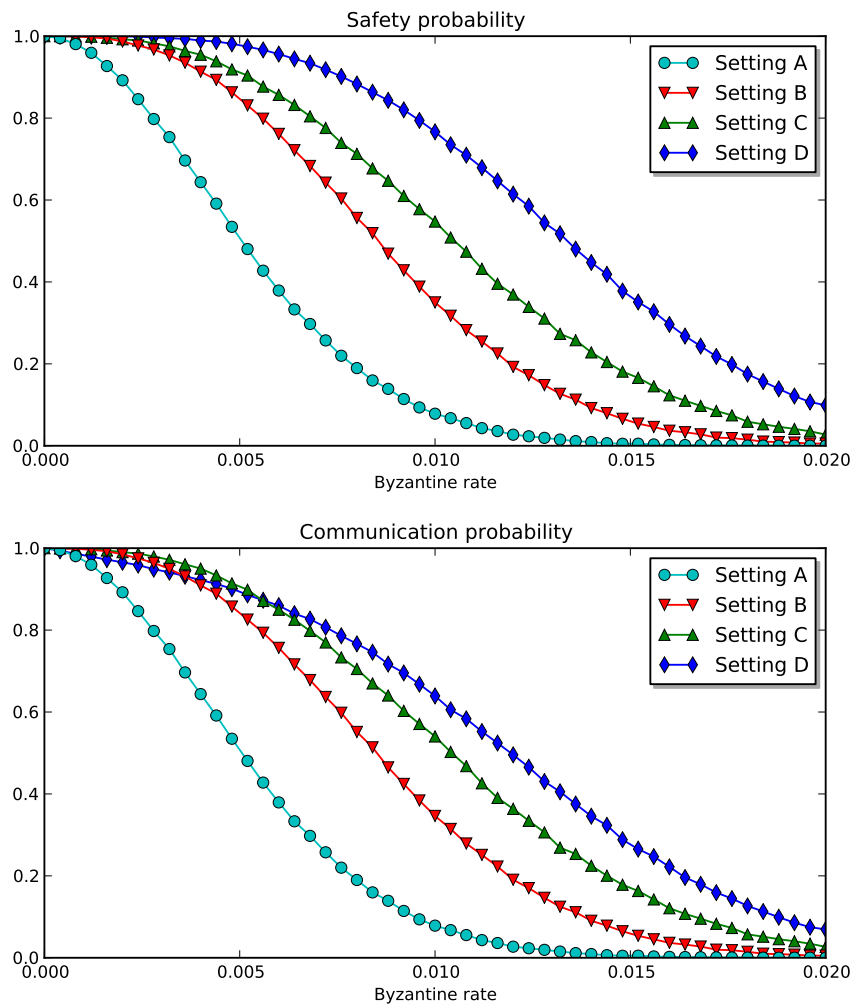 Safety probability
1.0
0.8
0.6
0.4
0.2
0.0
Setting A
Setting B
Setting C
Setting D
0.000 0.005 0.010 0.015 0.020
Byzantine rate
Communication probability
1.0
0.8
0.6
0.4
0.2
0.0
Setting A
Setting B
Setting C
Setting D
0.000 0.005 0.010 0.015 0.020
Byzantine rate